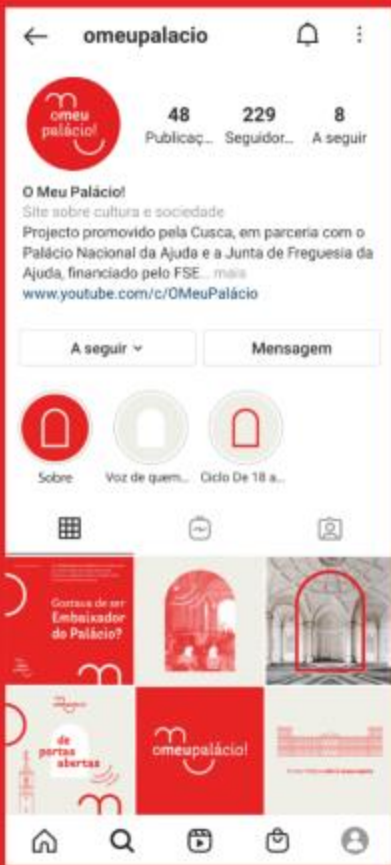 omeupalacio
omeu
palácio!
48
229
8
Publicaç...
Seguidor...
A seguir
O Meu Palácio!
Site sobre cultura e sociedade
Projecto promovido pela Cusca, em parceria com o
Palácio Nacional da Ajuda e a Junta de Freguesia da
Ajuda, financiado pelo FSE... mais
www.youtube.com/c/OMeuPalácio
A seguir
Mensagem
Sobre
Voz de quem...
Ciclo De 18 a...
Gostava de ser
Embaixador
do Palácio?
de
portas
abertas
omeupalácio!